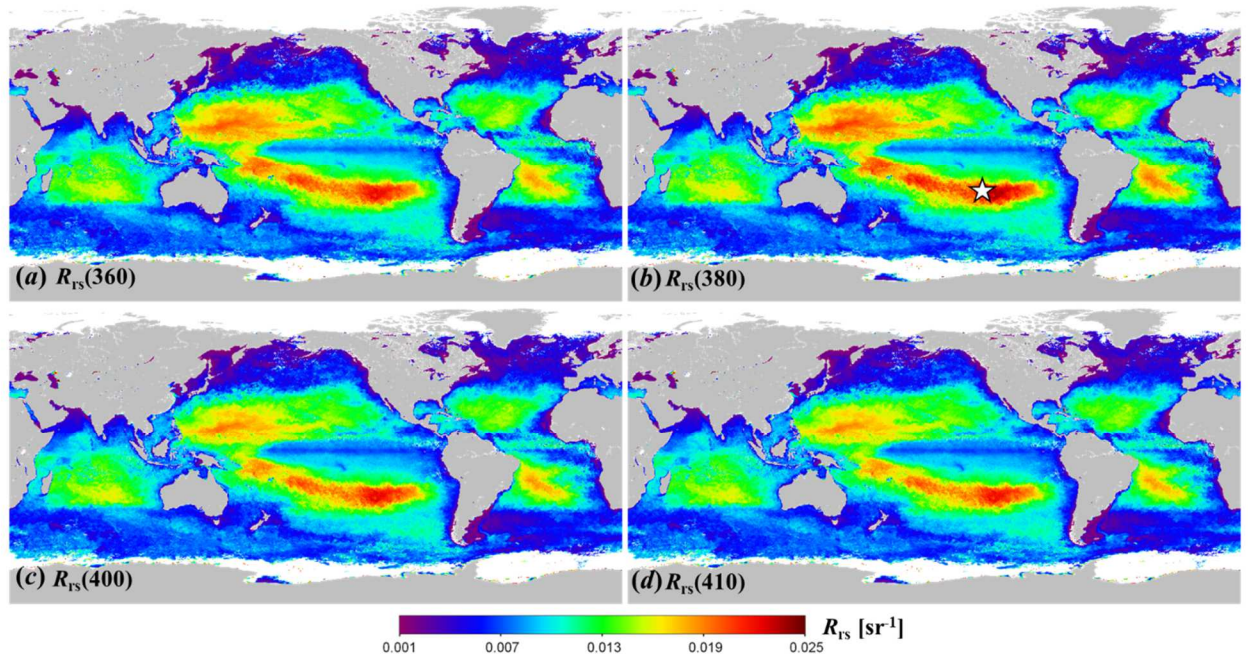 (a) Rrs(360)
(b) Rrs(380)
(c) Rrs(400)
(d) Rrs(410)
Rrs [sr-1]
0.001 0.007 0.013 0.019 0.025